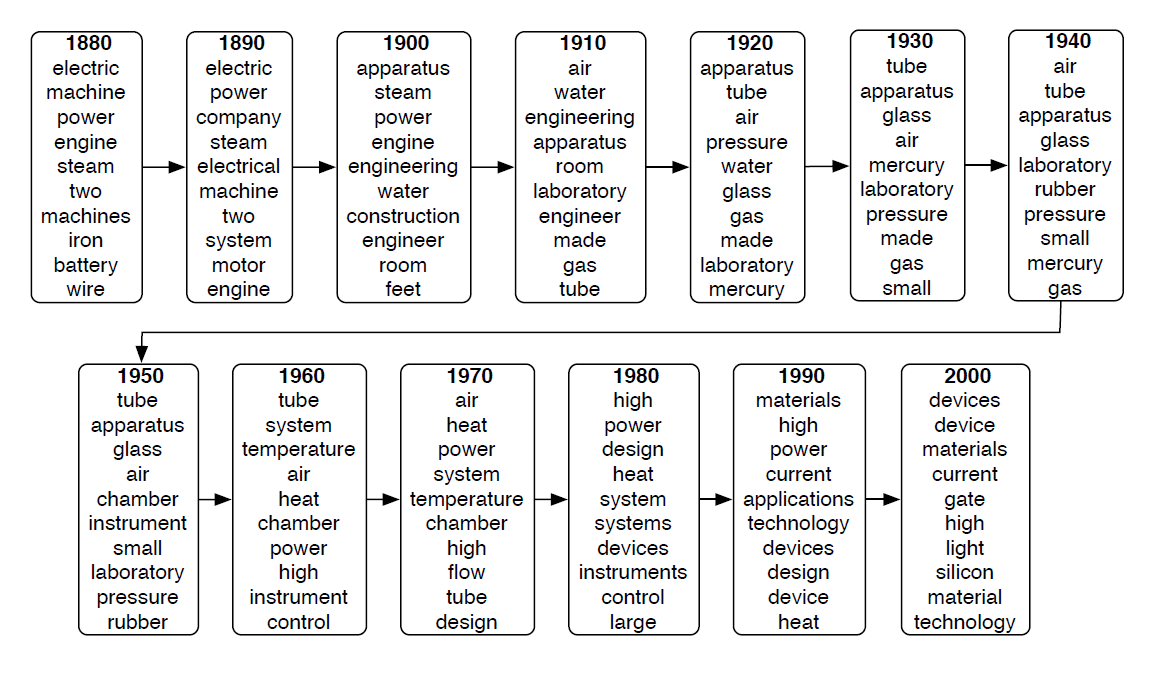 1880
electric
machine
power
engine
steam
two
machines
iron
battery
wire
1890
electric
power
company
steam
electrical
machine
two
system
motor
engine
1900
apparatus
steam
power
engine
engineering
water
construction
engineer
room
feet
1910
air
water
engineering
apparatus
room
laboratory
engineer
made
gas
tube
1920
apparatus
tube
air
pressure
water
glass
gas
made
laboratory
mercury
1930
tube
apparatus
glass
air
mercury
laboratory
pressure
made
gas
small
1940
air
tube
apparatus
glass
laboratory
rubber
pressure
small
mercury
gas
1950
tube
apparatus
glass
air
chamber
instrument
small
laboratory
pressure
rubber
1960
tube
system
temperature
air
heat
chamber
power
high
instrument
control
1970
air
heat
power
system
temperature
chamber
high
flow
tube
design
1980
high
power
design
heat
system
systems
devices
instruments
control
large
1990
materials
high
power
current
applications
technology
devices
design
device
heat
2000
devices
device
materials
current
gate
high
light
silicon
material
technology